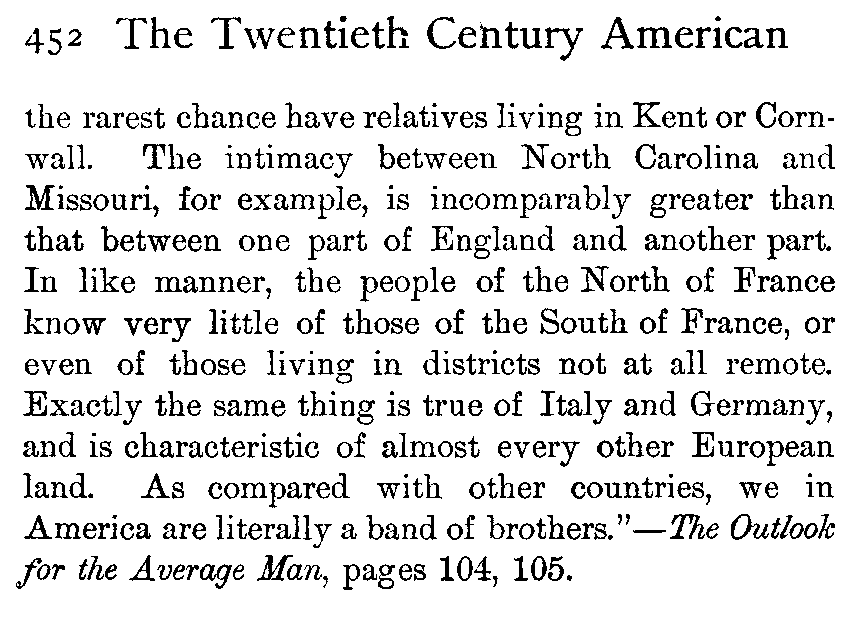 452 The Twentieth Century American
the rarest chance have relatives living in Kent or Corn-
wall. The intimacy between North Carolina and
Missouri, for example, is incomparably greater than
that between one part of England and another part.
In like manner, the people of the North of France
know very little of those of the South of France, or
even of those living in districts not at all remote.
Exactly the same thing is true of Italy and Germany,
and is characteristic of almost every other European
land. As compared with other countries, we in
America are literally a band of brothers."—The Outlook
for the Average Man, pages 104, 105.